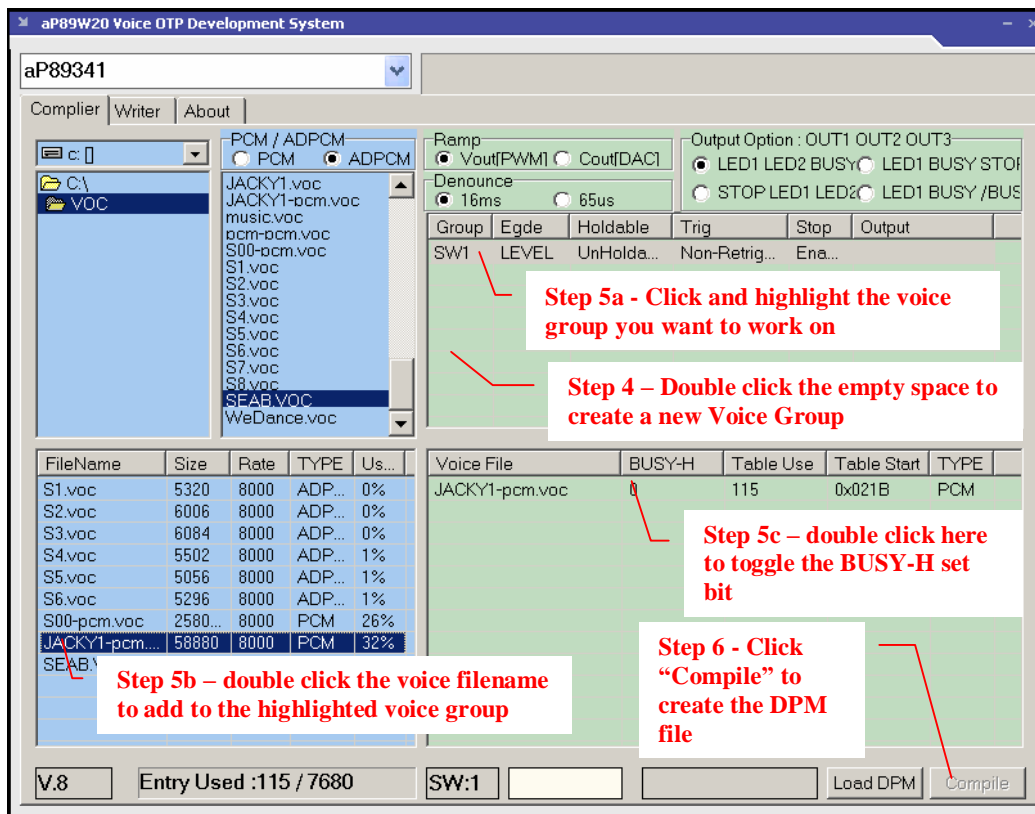 aP89W20 Voice OTP Development System
aP89341
Complier Writer About
c: []
C:\
VOC
PCM / ADPCM
PCM ADPCM
JACKY1.voc
JACKY1-pcm.voc
music.voc
pcm-pcm.voc
S00-pcm.voc
S1.voc
S2.voc
S3.voc
S4.voc
S5.voc
S6.voc
S7.voc
S8.voc
SEAB.VOC
WeDance.voc
Ramp
Vout[PWM] Cout[DAC]
Denounce
16ms 65us
Output Option : OUT1 OUT2 OUT3
LED1 LED2 BUSY LED1 BUSY STOP
STOP LED1 LED2 LED1 BUSY /BUS
Group Egde Holdable Trig Stop Output
SW1 LEVEL UnHolda... Non-Retrig... Ena...
Step 5a - Click and highlight the voice
group you want to work on
Step 4 – Double click the empty space to
create a new Voice Group
FileName Size Rate TYPE Us...
S1.voc 5320 8000 ADP... 0%
S2.voc 6006 8000 ADP... 0%
S3.voc 6084 8000 ADP... 0%
S4.voc 5502 8000 ADP... 1%
S5.voc 5056 8000 ADP... 1%
S6.voc 5296 8000 ADP... 1%
S00-pcm.voc 2580... 8000 PCM 26%
JACKY1-pcm.... 58880 8000 PCM 32%
SEAB.V
Step 5b – double click the voice filename
to add to the highlighted voice group
Voice File BUSY-H Table Use Table Start TYPE
JACKY1-pcm.voc 0 115 0x021B PCM
Step 5c – double click here
to toggle the BUSY-H set
bit
Step 6 - Click
“Compile” to
create the DPM
file
V.8 Entry Used :115 / 7680 SW:1 Load DPM Compile